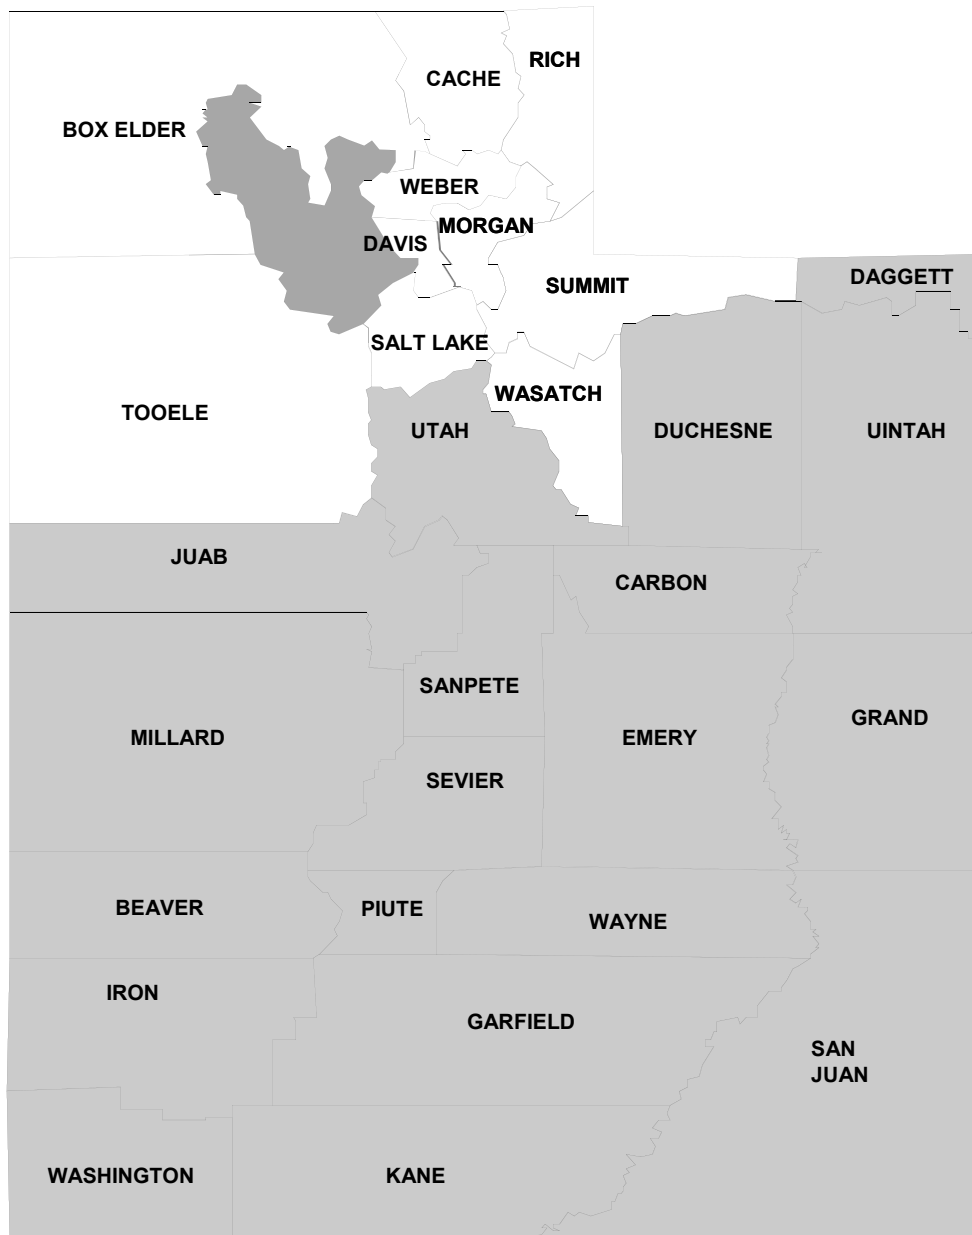 RICH
CACHE
BOX ELDER
WEBER
MORGAN
DAVIS
DAGGETT
SUMMIT
SALT LAKE
WASATCH
TOOELE
UTAH
DUCHESNE
UINTAH
JUAB
CARBON
SANPETE
GRAND
MILLARD
EMERY
SEVIER
BEAVER
PIUTE
WAYNE
IRON
GARFIELD
SAN
JUAN
WASHINGTON
KANE